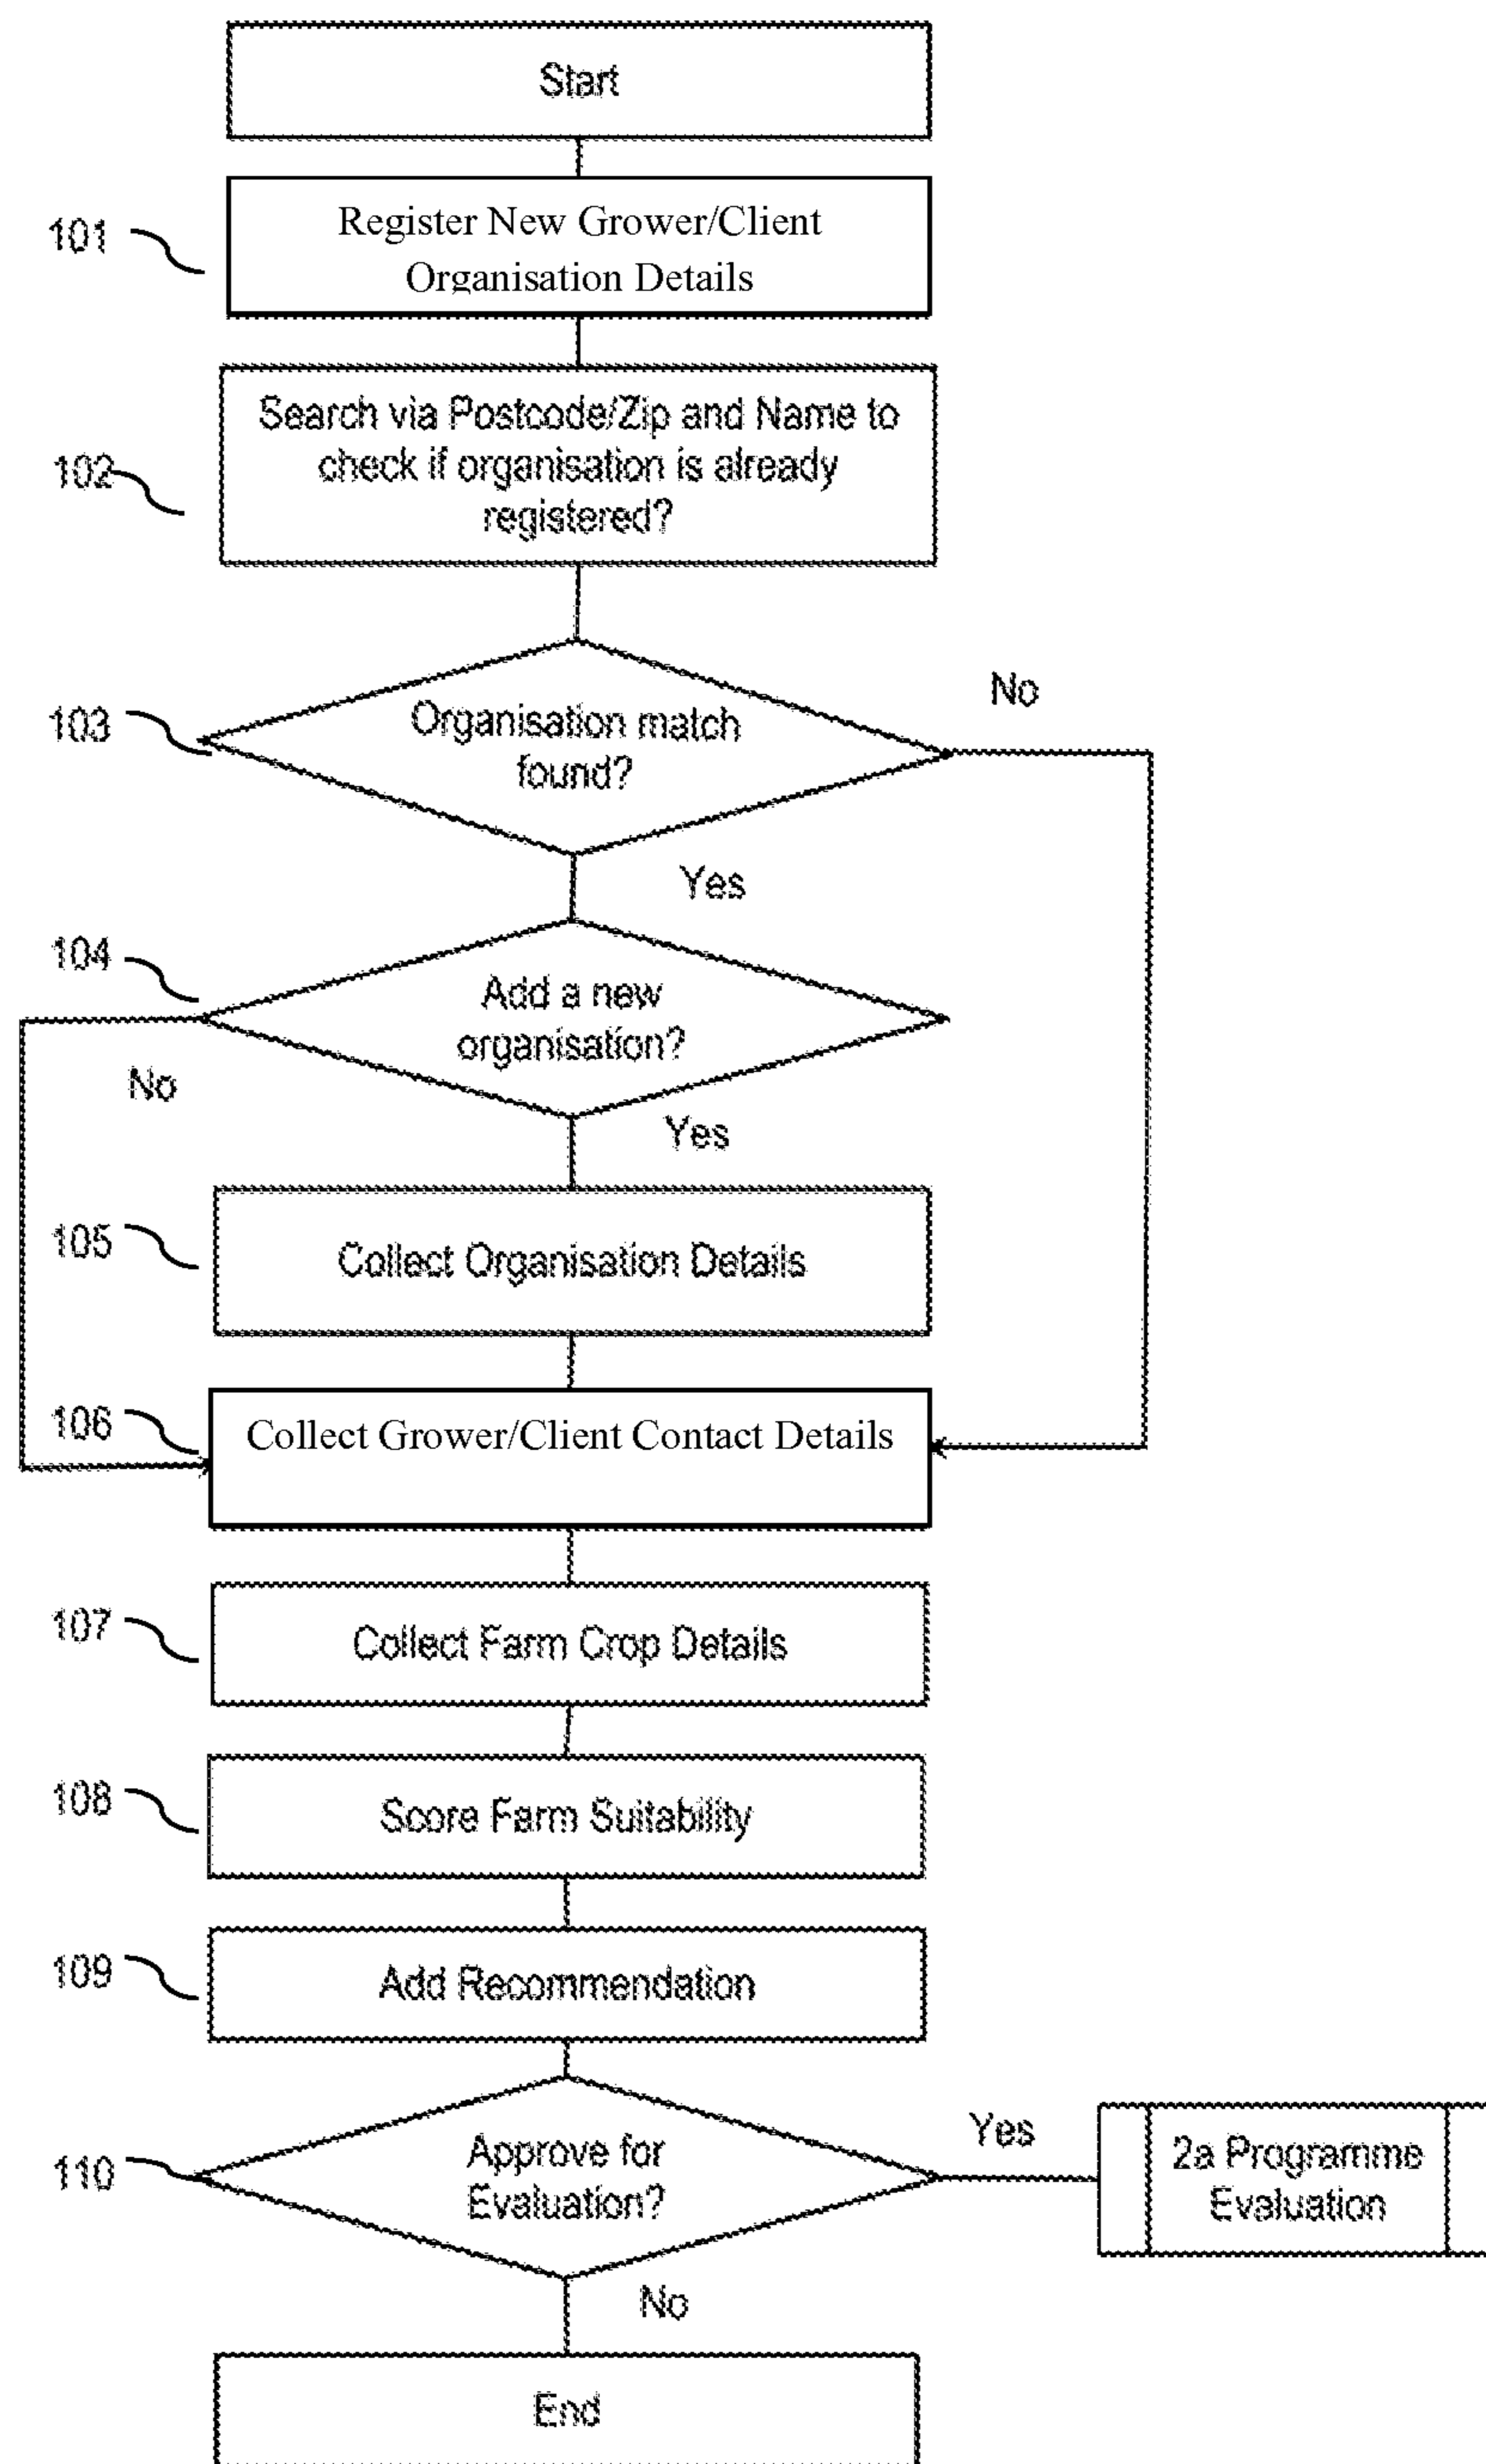 Start
101
Register New Grower/Client
Organisation Details
102
Search via Postcode/Zip and Name to
check if organisation is already
registered?
103
Organisation match
found?
No
Yes
104
Add a new
organisation?
No
Yes
105
Collect Organisation Details
106
Collect Grower/Client Contact Details
107
Collect Farm Crop Details
108
Score Farm Suitability
109
Add Recommendation
110
Approve for
Evaluation?
Yes
2a Programme
Evaluation
No
End